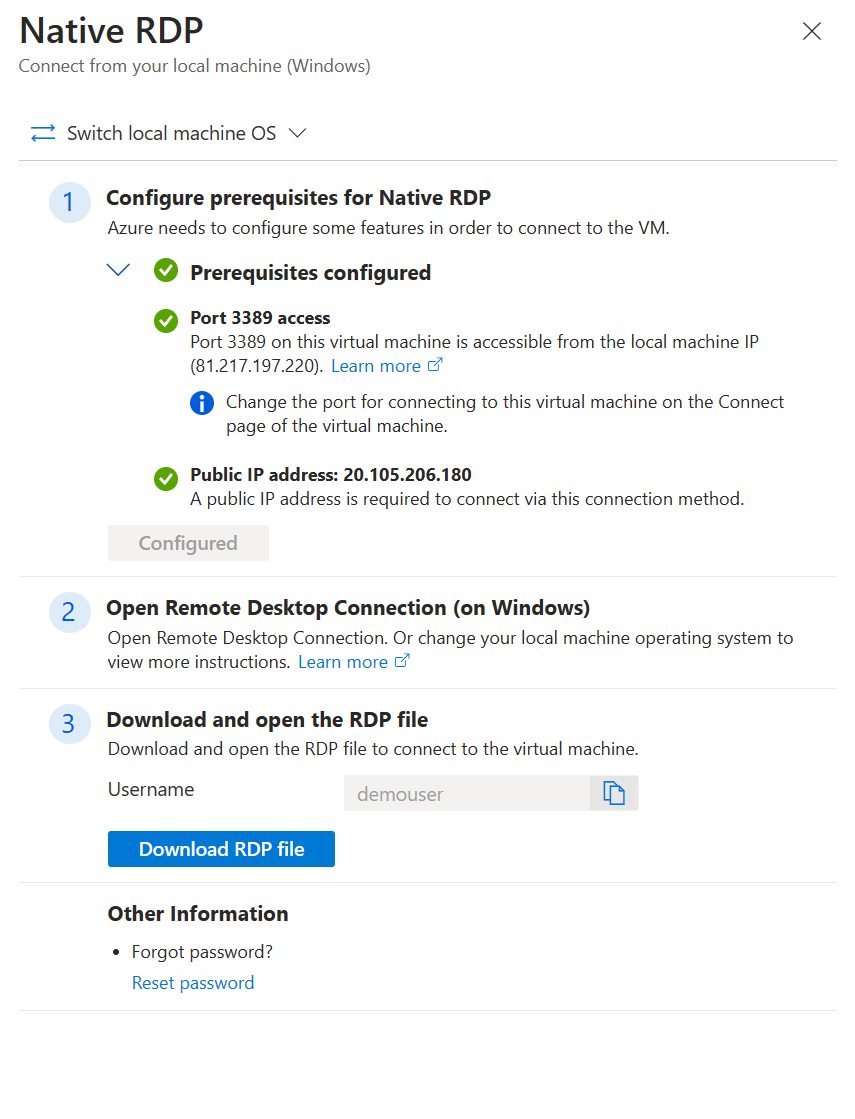 Native RDP
Connect from your local machine (Windows)
Switch local machine OS
1
Configure prerequisites for Native RDP
Azure needs to configure some features in order to connect to the VM.
Prerequisites configured
Port 3389 access
Port 3389 on this virtual machine is accessible from the local machine IP
(81.217.197.220). Learn more
Change the port for connecting to this virtual machine on the Connect
page of the virtual machine.
Public IP address: 20.105.206.180
A public IP address is required to connect via this connection method.
Configured
2
Open Remote Desktop Connection (on Windows)
Open Remote Desktop Connection. Or change your local machine operating system to
view more instructions. Learn more
3
Download and open the RDP file
Download and open the RDP file to connect to the virtual machine.
Username
demouser
Download RDP file
Other Information
• Forgot password?
Reset password